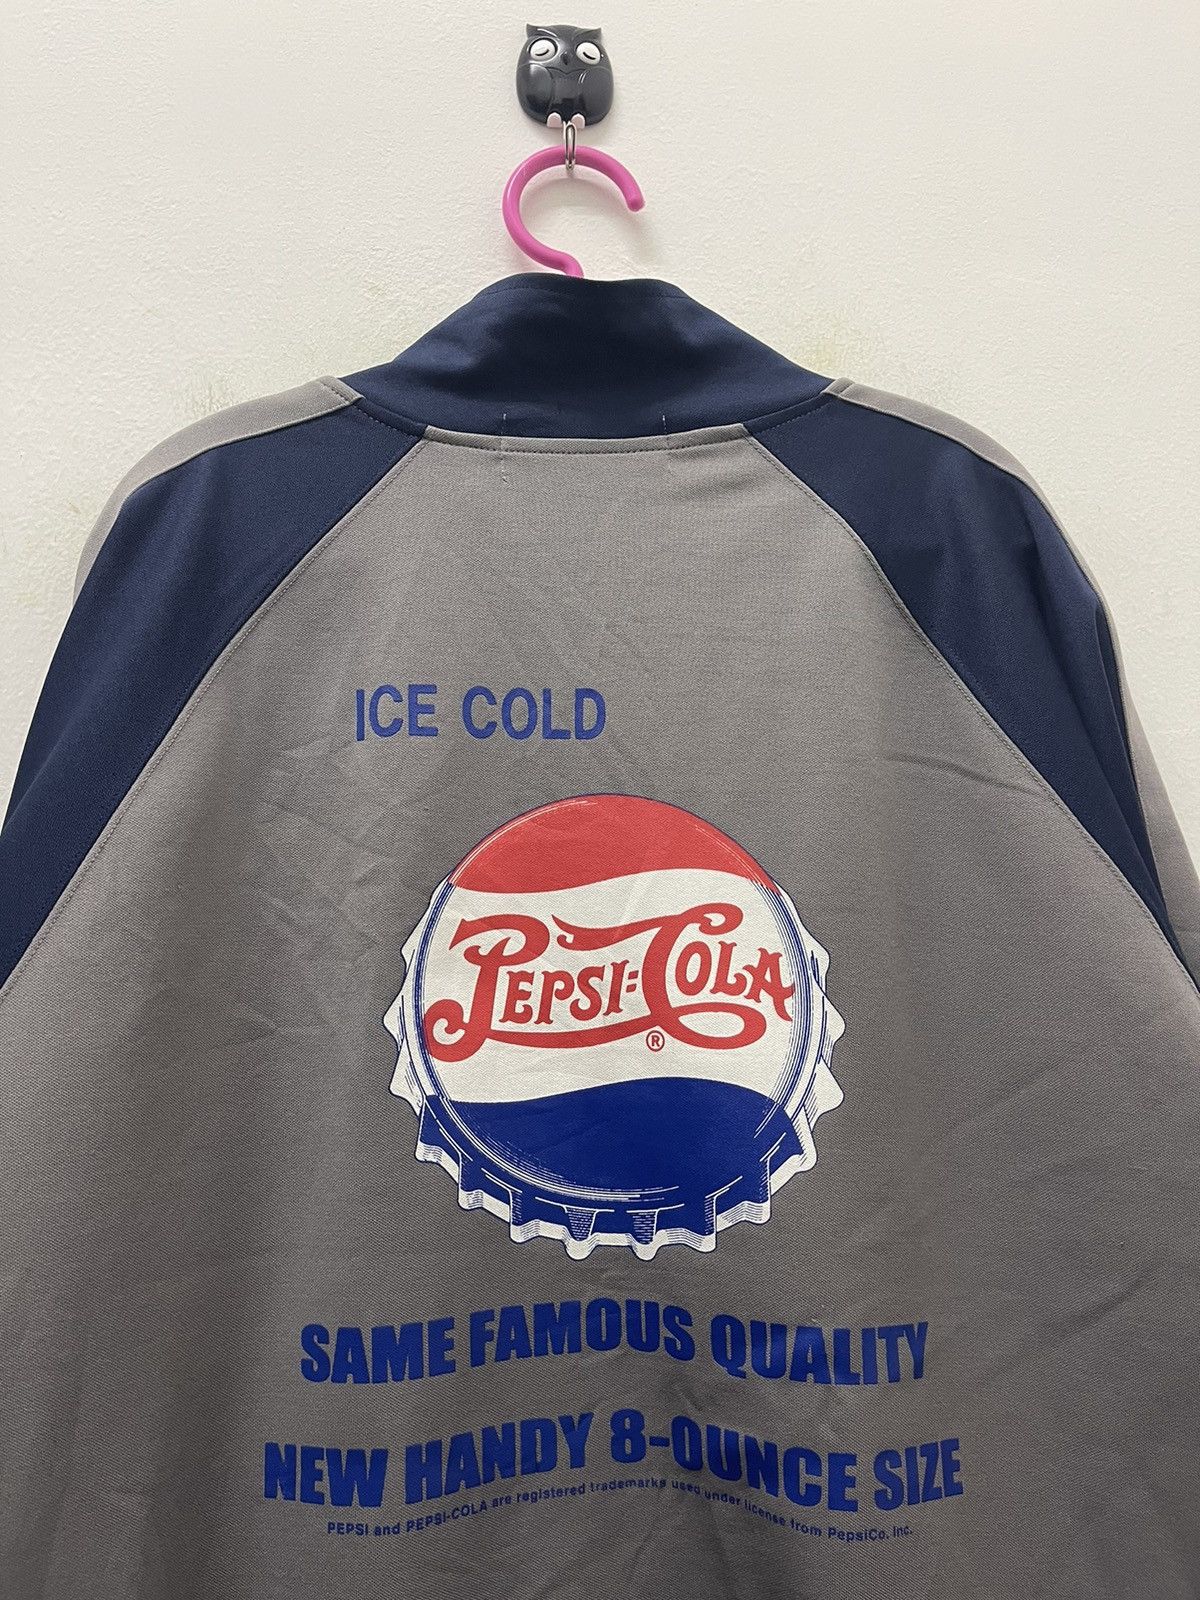 ICE COLD
PEPSI-COLA
®
SAME FAMOUS QUALITY
NEW HANDY 8-OUNCE SIZE
PEPSI and PEPSI-COLA are registered trademarks used under license from PepsiCo, Inc.